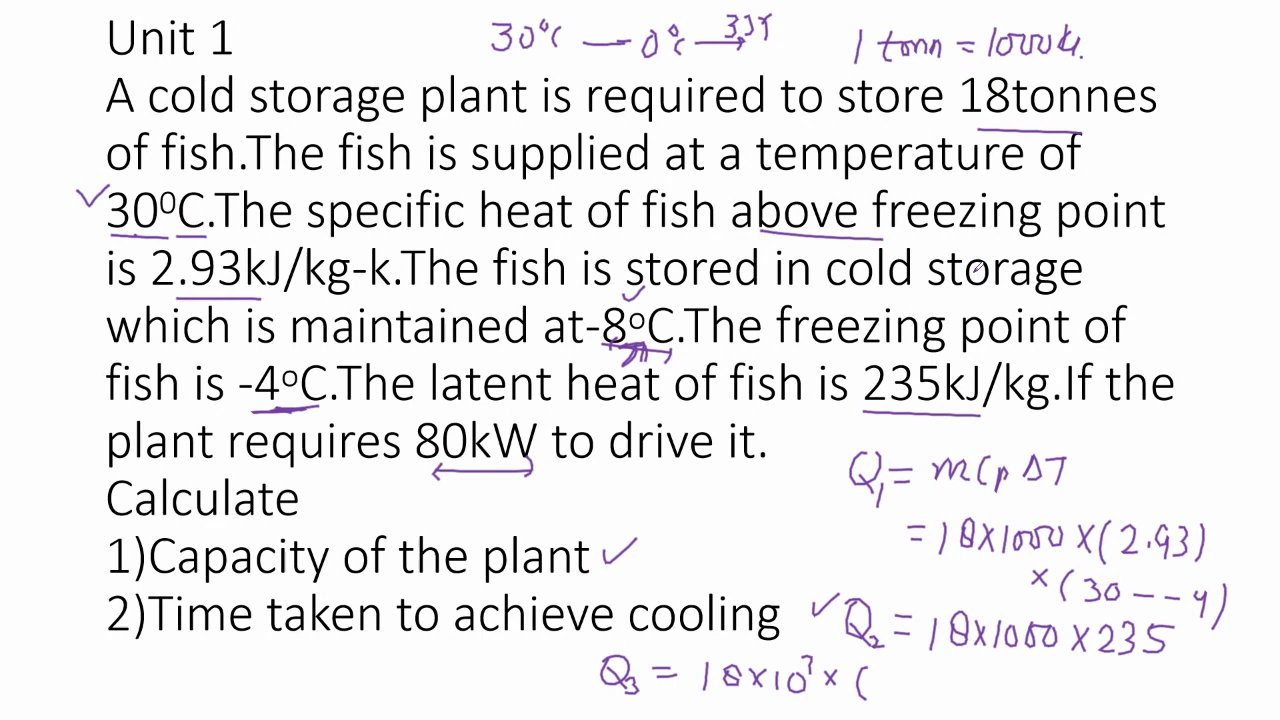 Unit 1
30°C — 0°C → 335
1 tonn = 1000 k.
A cold storage plant is required to store 18tonnes
of fish.The fish is supplied at a temperature of
30⁰C.The specific heat of fish above freezing point
is 2.93kJ/kg-k.The fish is stored in cold storage
which is maintained at-8⁰C.The freezing point of
fish is -4⁰C.The latent heat of fish is 235kJ/kg.If the
plant requires 80kW to drive it.
Calculate
1)Capacity of the plant
2)Time taken to achieve cooling
Q₁ = mCp ΔT
= 18×1000 ×(2.93)
×(30 - - 4)
Q₂ = 18×1000 × 235
Q₃ = 18×10³ × (